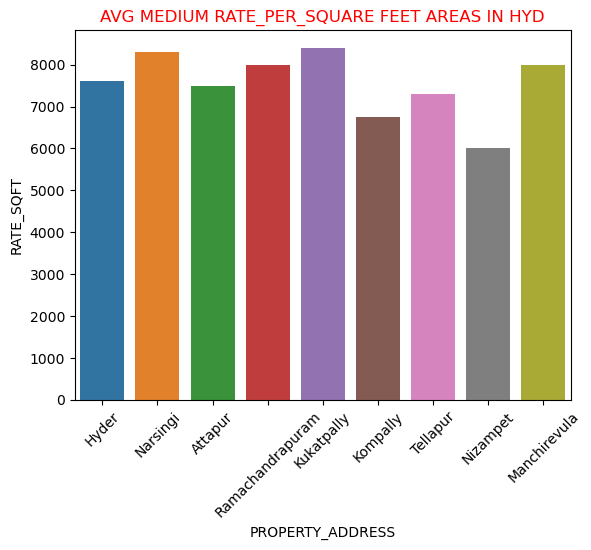 AVG MEDIUM RATE_PER_SQUARE FEET AREAS IN HYD
RATE_SQFT
8000
7000
6000
5000
4000
3000
2000
1000
0
Hyder
Narsingi
Attapur
Ramachandrapuram
Kukatpally
Kompally
Tellapur
Nizampet
Manchirevula
PROPERTY_ADDRESS